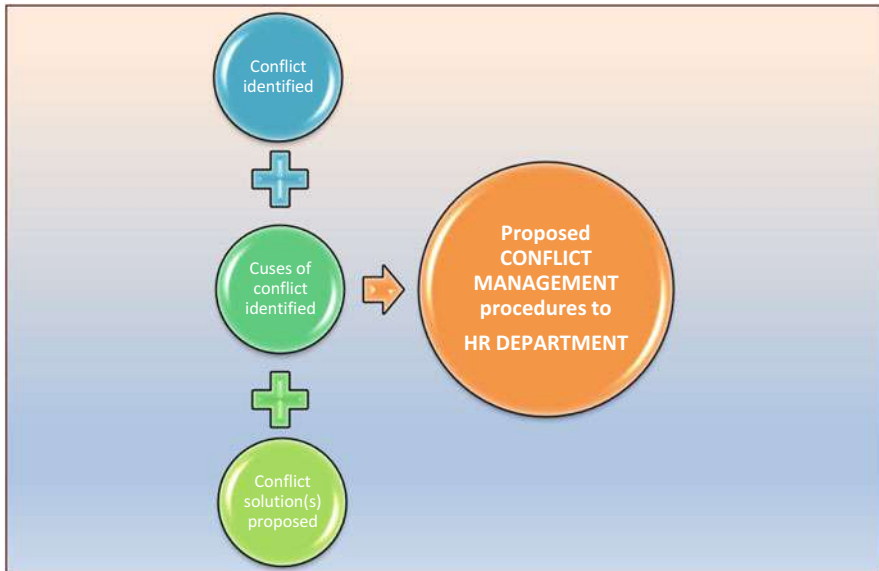 Conflict
identified
Cuses of
conflict
identified
Conflict
solution(s)
proposed
Proposed
CONFLICT
MANAGEMENT
procedures to
HR DEPARTMENT